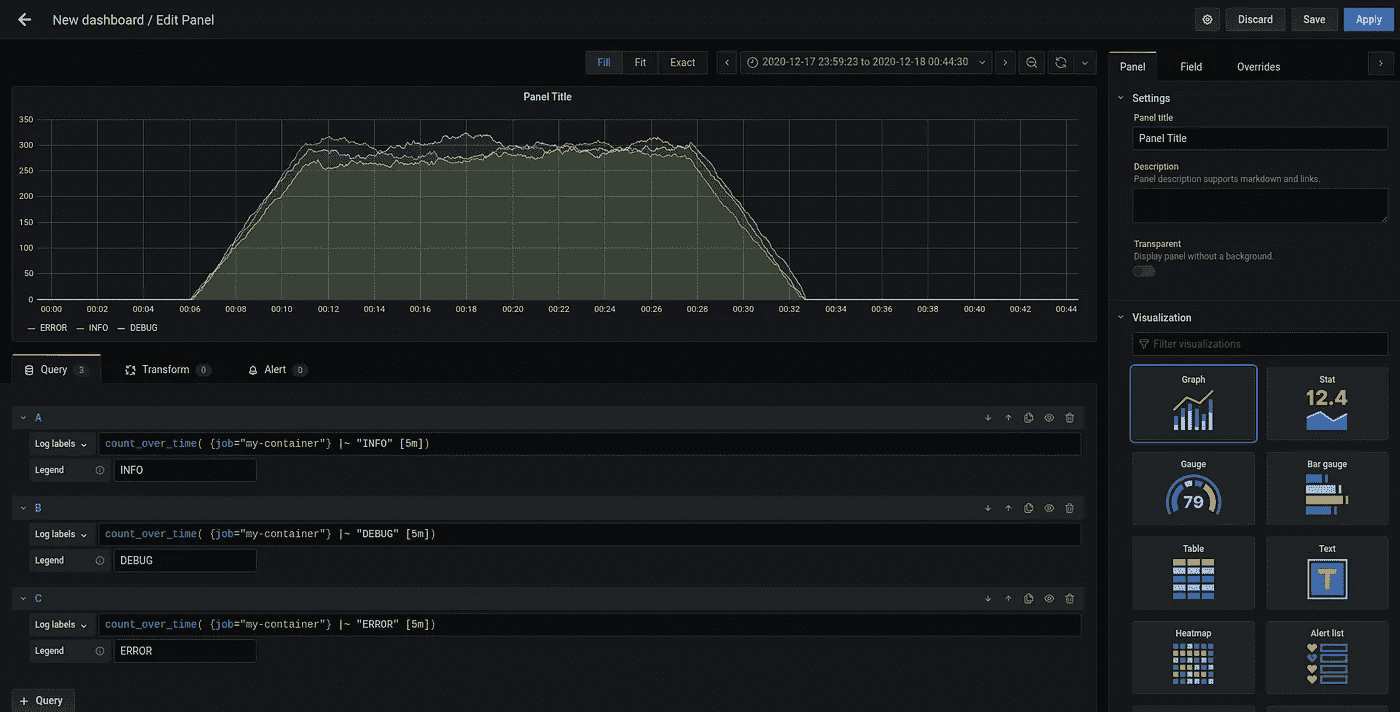 New dashboard / Edit Panel
Discard
Save
Apply
Fill
Fit
Exact
2020-12-17 23:59:23 to 2020-12-18 00:44:30
Panel Title
350
300
250
200
150
100
50
0
00:00 00:02 00:04 00:06 00:08 00:10 00:12 00:14 00:16 00:18 00:20 00:22 00:24 00:26 00:28 00:30 00:32 00:34 00:36 00:38 00:40 00:42 00:44
ERROR INFO DEBUG
Query 3
Transform 0
Alert 0
A
Log labels count_over_time( {job="my-container"} |~ "INFO" [5m])
Legend INFO
B
Log labels count_over_time( {job="my-container"} |~ "DEBUG" [5m])
Legend DEBUG
C
Log labels count_over_time( {job="my-container"} |~ "ERROR" [5m])
Legend ERROR
+ Query
Panel
Field
Overrides
Settings
Panel title
Panel Title
Description
Panel description supports markdown and links.
Transparent
Display panel without a background.
Visualization
Filter visualizations
Graph
Stat
12.4
Gauge
79
Bar gauge
Table
Text
T
Heatmap
Alert list